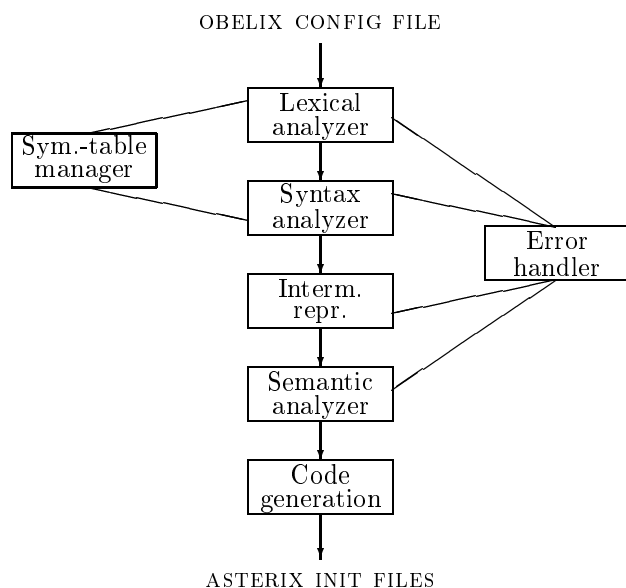 OBELIX CONFIG FILE
Lexical
analyzer
Sym.-table
manager
Syntax
analyzer
Error
handler
Interm.
repr.
Semantic
analyzer
Code
generation
ASTERIX INIT FILES